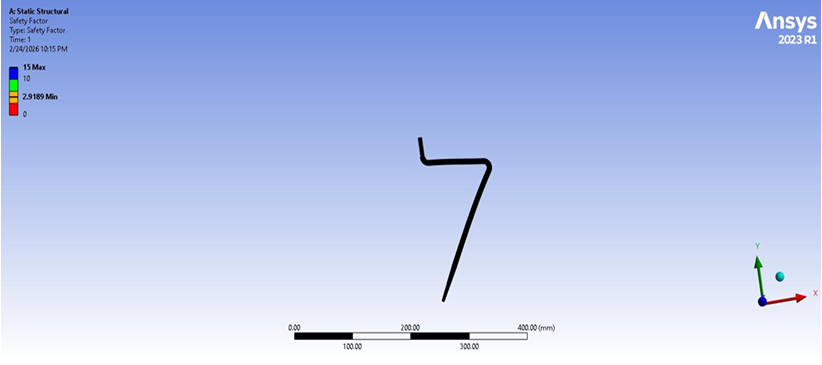 A: Static Structural
Safety Factor
Type: Safety Factor
Time: 1
2/24/2026 10:15 PM
15 Max
10
2.9189 Min
0
Ansys
2023 R1
Y
X
0.00 200.00 400.00 (mm)
100.00 300.00